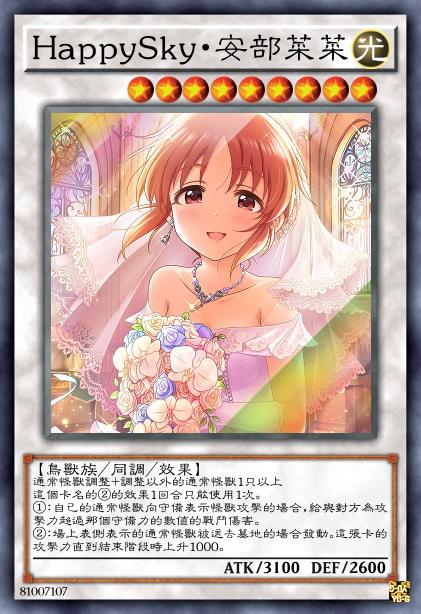 HappySky・安部菜菜
光
【鳥獸族／同調／效果】
通常怪獸調整＋調整以外的通常怪獸1只以上
這個卡名的②的效果1回合只能使用1次。
①：自己的通常怪獸向守備表示怪獸攻擊的場合，給與對方為攻
擊力超過那個守備力的數值的戰鬥傷害。
②：場上表側表示的通常怪獸被送去墓地的場合發動。這張卡的
攻擊力直到結束階段時上升1000。
ATK/3100 DEF/2600
81007107